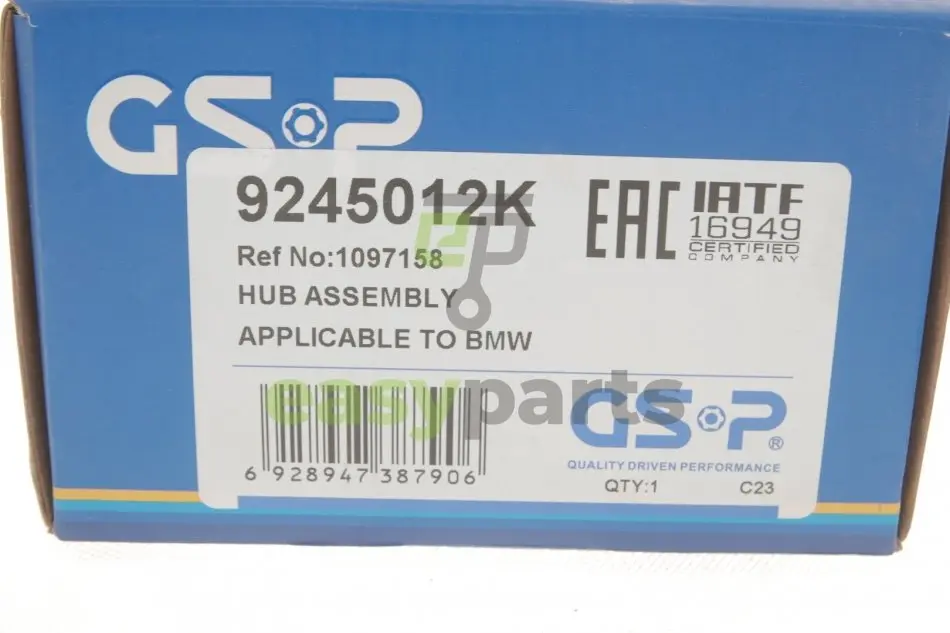 GSP
9245012K
Ref No:1097158
HUB ASSEMBLY
APPLICABLE TO BMW
EAC
IATF
16949
CERTIFIED
COMPANY
easyparts
6 928947 387906
GSP®
QUALITY DRIVEN PERFORMANCE
QTY:1 C23